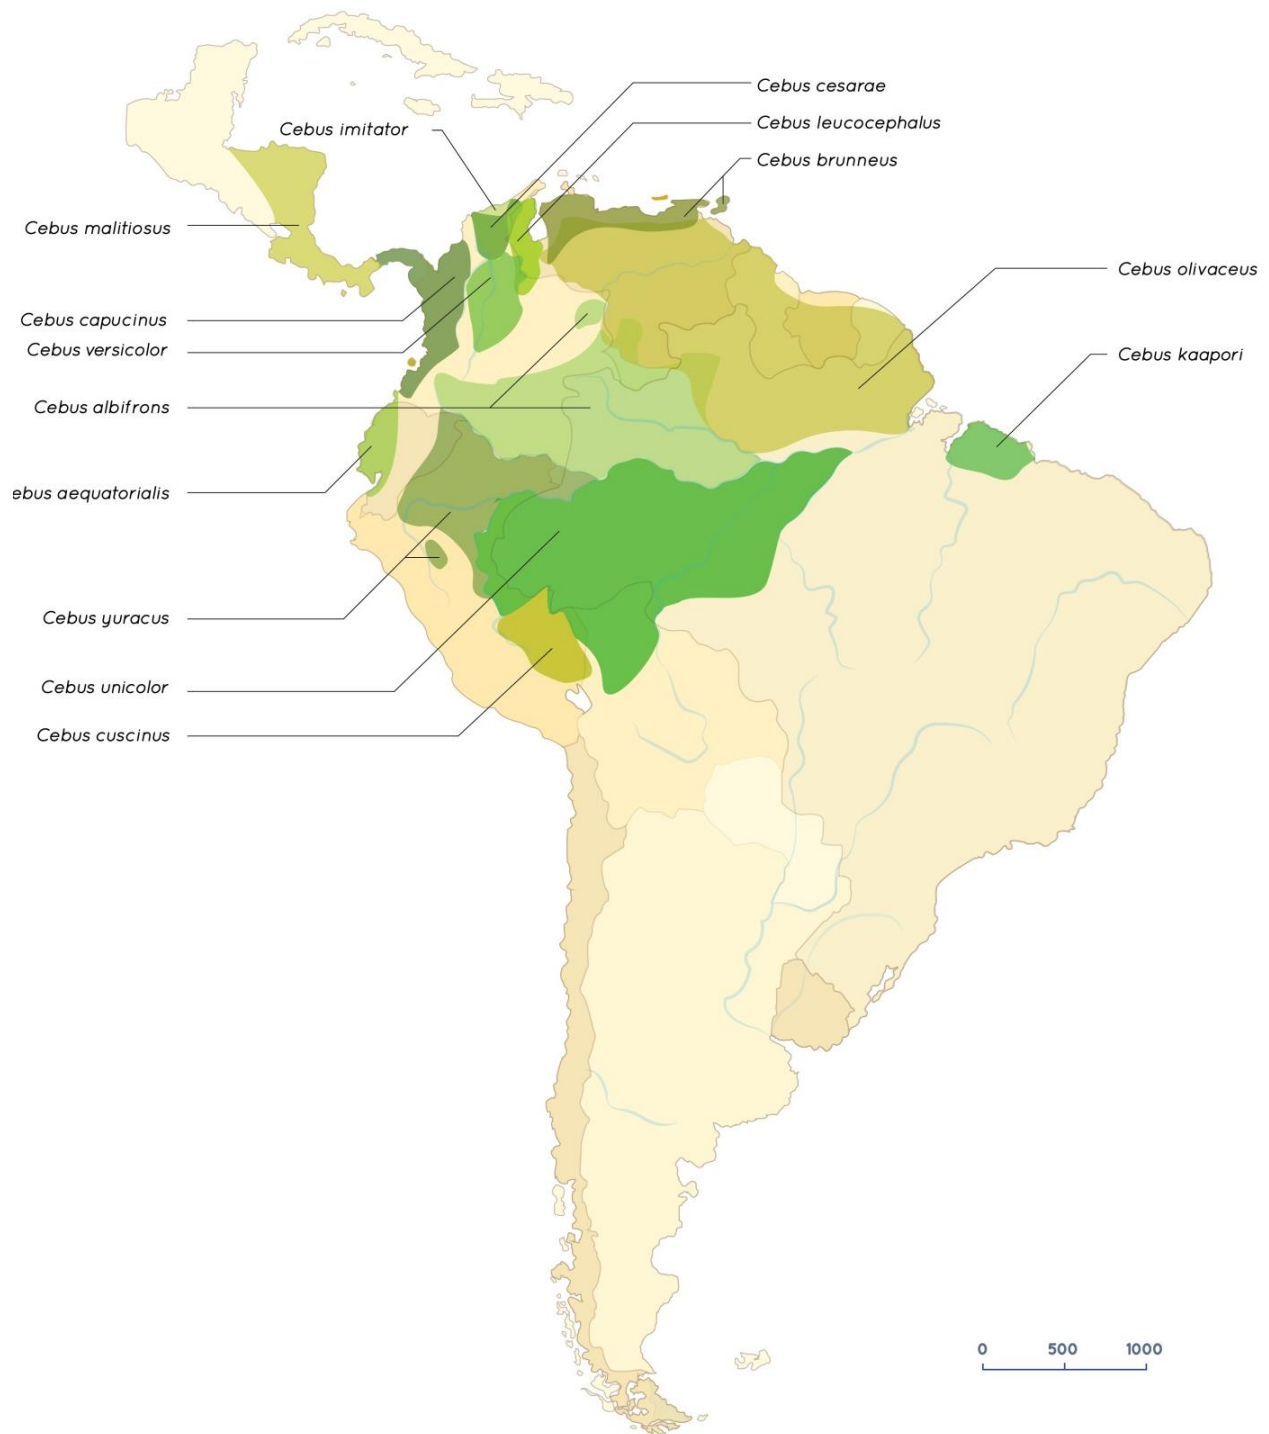 Cebus cesarae
Cebus leucocephalus
Cebus imitator
Cebus brunneus
Cebus malitiosus
Cebus olivaceus
Cebus capucinus
Cebus versicolor
Cebus kaapori
Cebus albifrons
ebus aequatorialis
Cebus yuracus
Cebus unicolor
Cebus cuscinus
0 500 1000